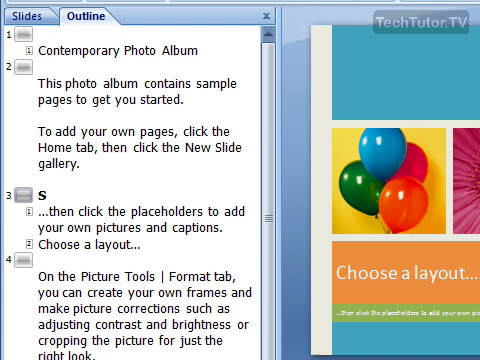 TechTutor.TV
Slides Outline x
1
1 Contemporary Photo Album
2
This photo album contains sample
pages to get you started.
To add your own pages, click the
Home tab, then click the New Slide
gallery.
3 S
1 ...then click the placeholders to add
your own pictures and captions.
2 Choose a layout...
4
On the Picture Tools | Format tab,
you can create your own frames and
make picture corrections such as
adjusting contrast and brightness or
cropping the picture for just the
right look.
Choose a layout...
...then click the placeholders to add your own pi